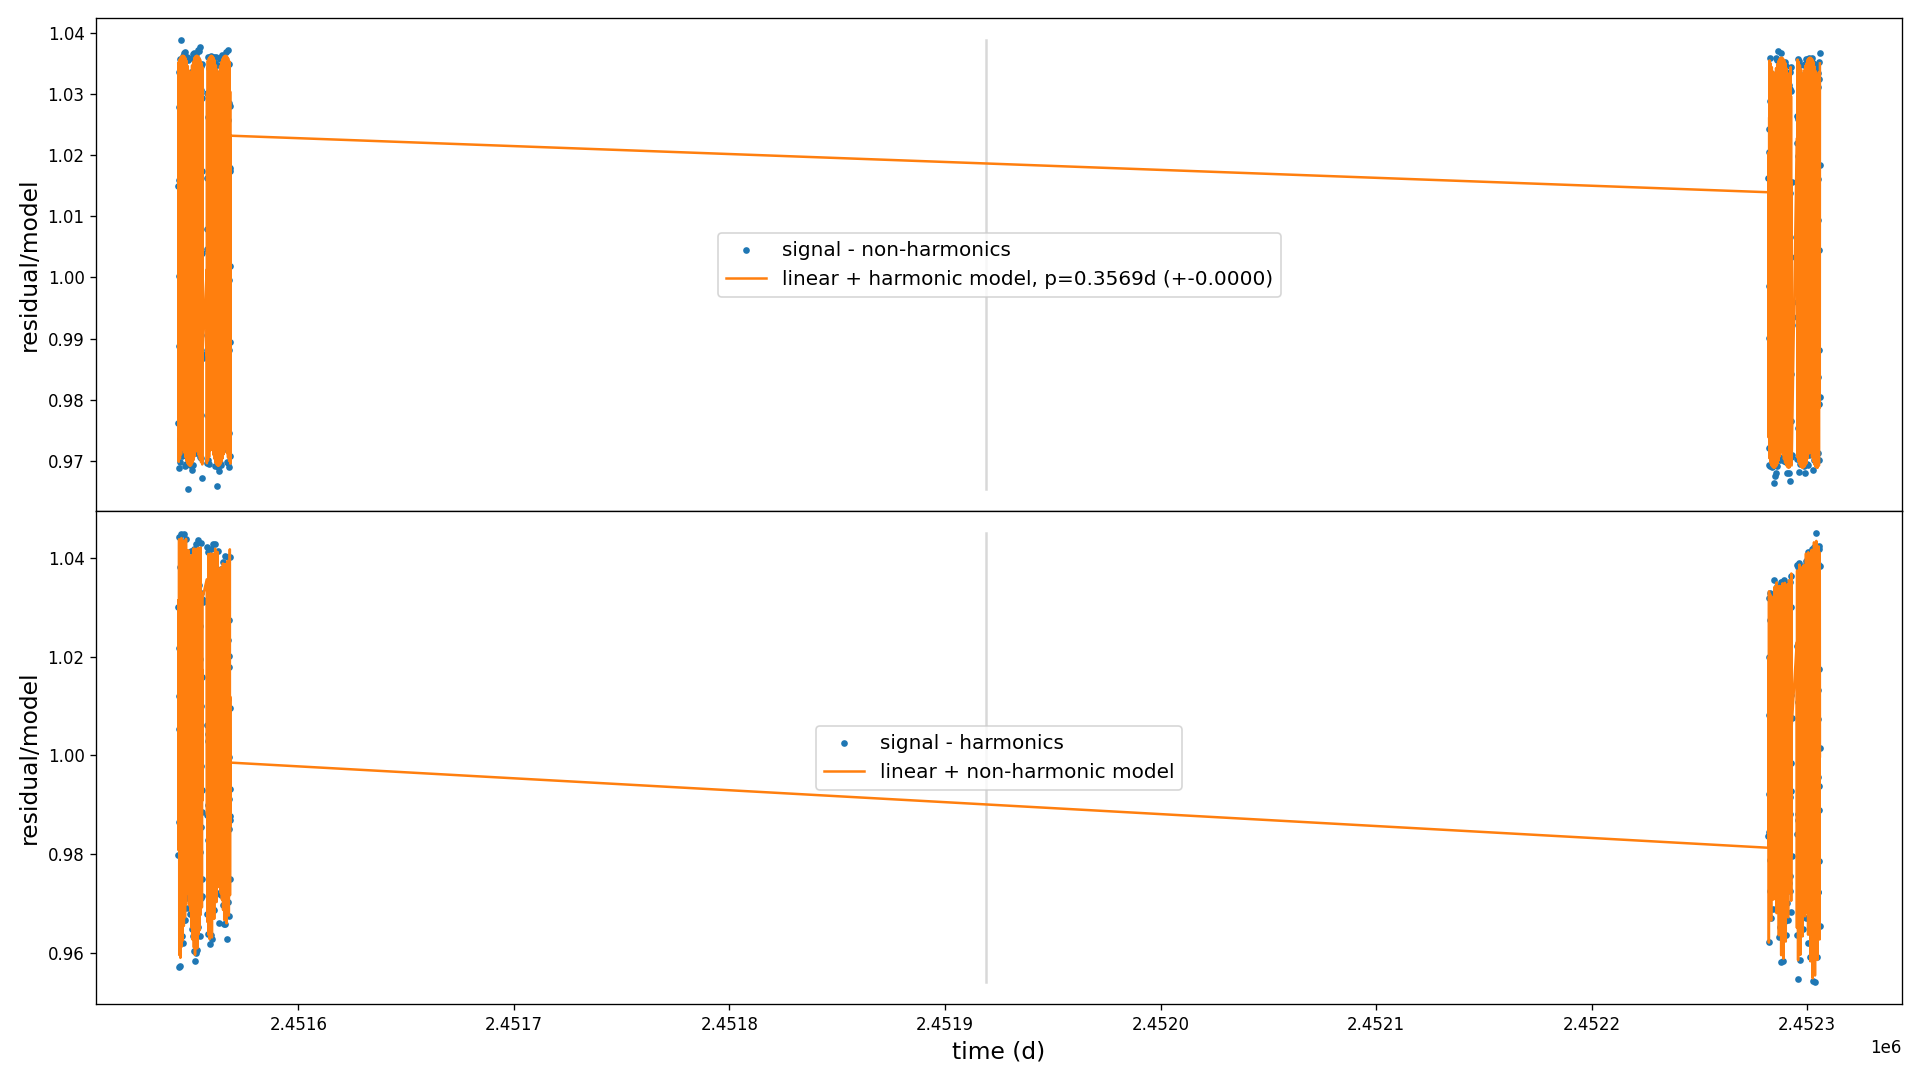 1.04
1.03
1.02
1.01
1.00
0.99
0.98
0.97
residual/model
signal - non-harmonics
linear + harmonic model, p=0.3569d (+-0.0000)
1.04
1.02
1.00
0.98
0.96
residual/model
signal - harmonics
linear + non-harmonic model
2.4516 2.4517 2.4518 2.4519 2.4520 2.4521 2.4522 2.4523
1e6
time (d)